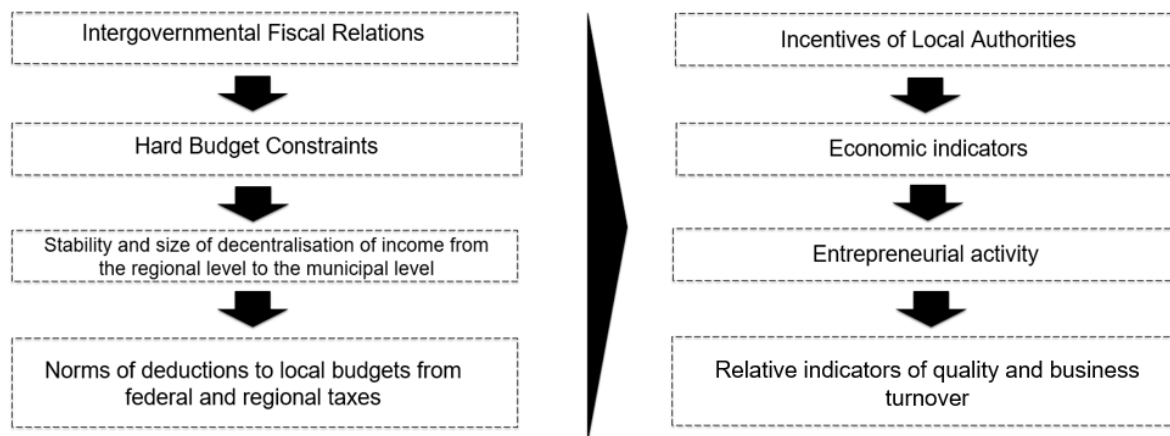 Intergovernmental Fiscal Relations
Hard Budget Constraints
Stability and size of decentralisation of income from
the regional level to the municipal level
Norms of deductions to local budgets from
federal and regional taxes
Incentives of Local Authorities
Economic indicators
Entrepreneurial activity
Relative indicators of quality and business
turnover